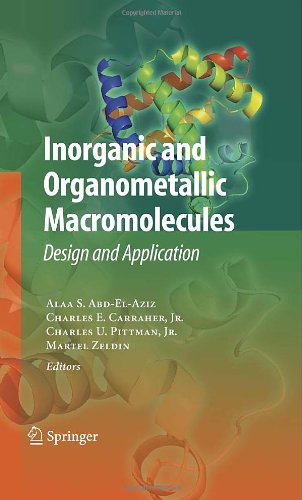 Inorganic and
Organometallic
Macromolecules
Design and Application
Alaa S. Abd-El-Aziz
Charles E. Carraher, Jr.
Charles U. Pittman, Jr.
Martel Zeldin
Editors
Springer